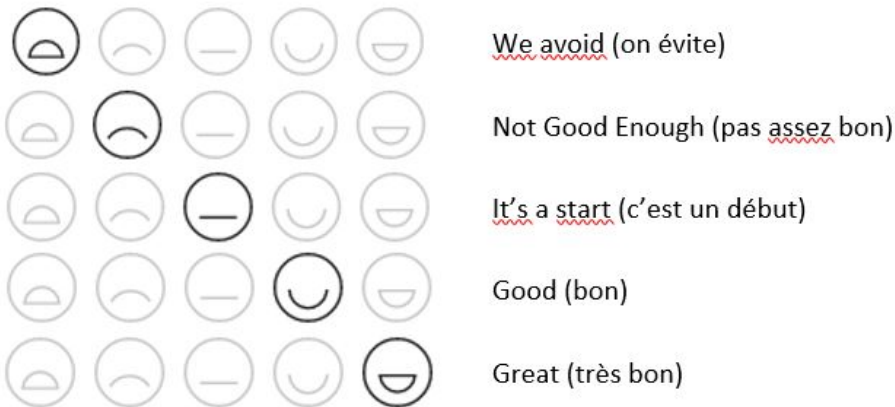 We avoid (on évite)
Not Good Enough (pas assez bon)
It's a start (c'est un début)
Good (bon)
Great (très bon)